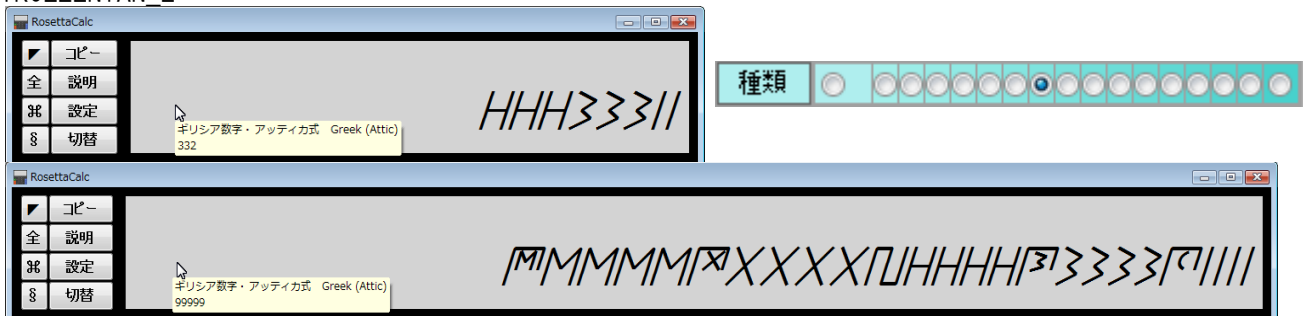 RosettaCalc
コピー
全 説明
⌘ 設定
§ 切替
HHHΔΔΔII
ギリシア数字・アッティカ式 Greek (Attic)
332
種類
RosettaCalc
コピー
全 説明
⌘ 設定
§ 切替
ギリシア数字・アッティカ式 Greek (Attic)
99999